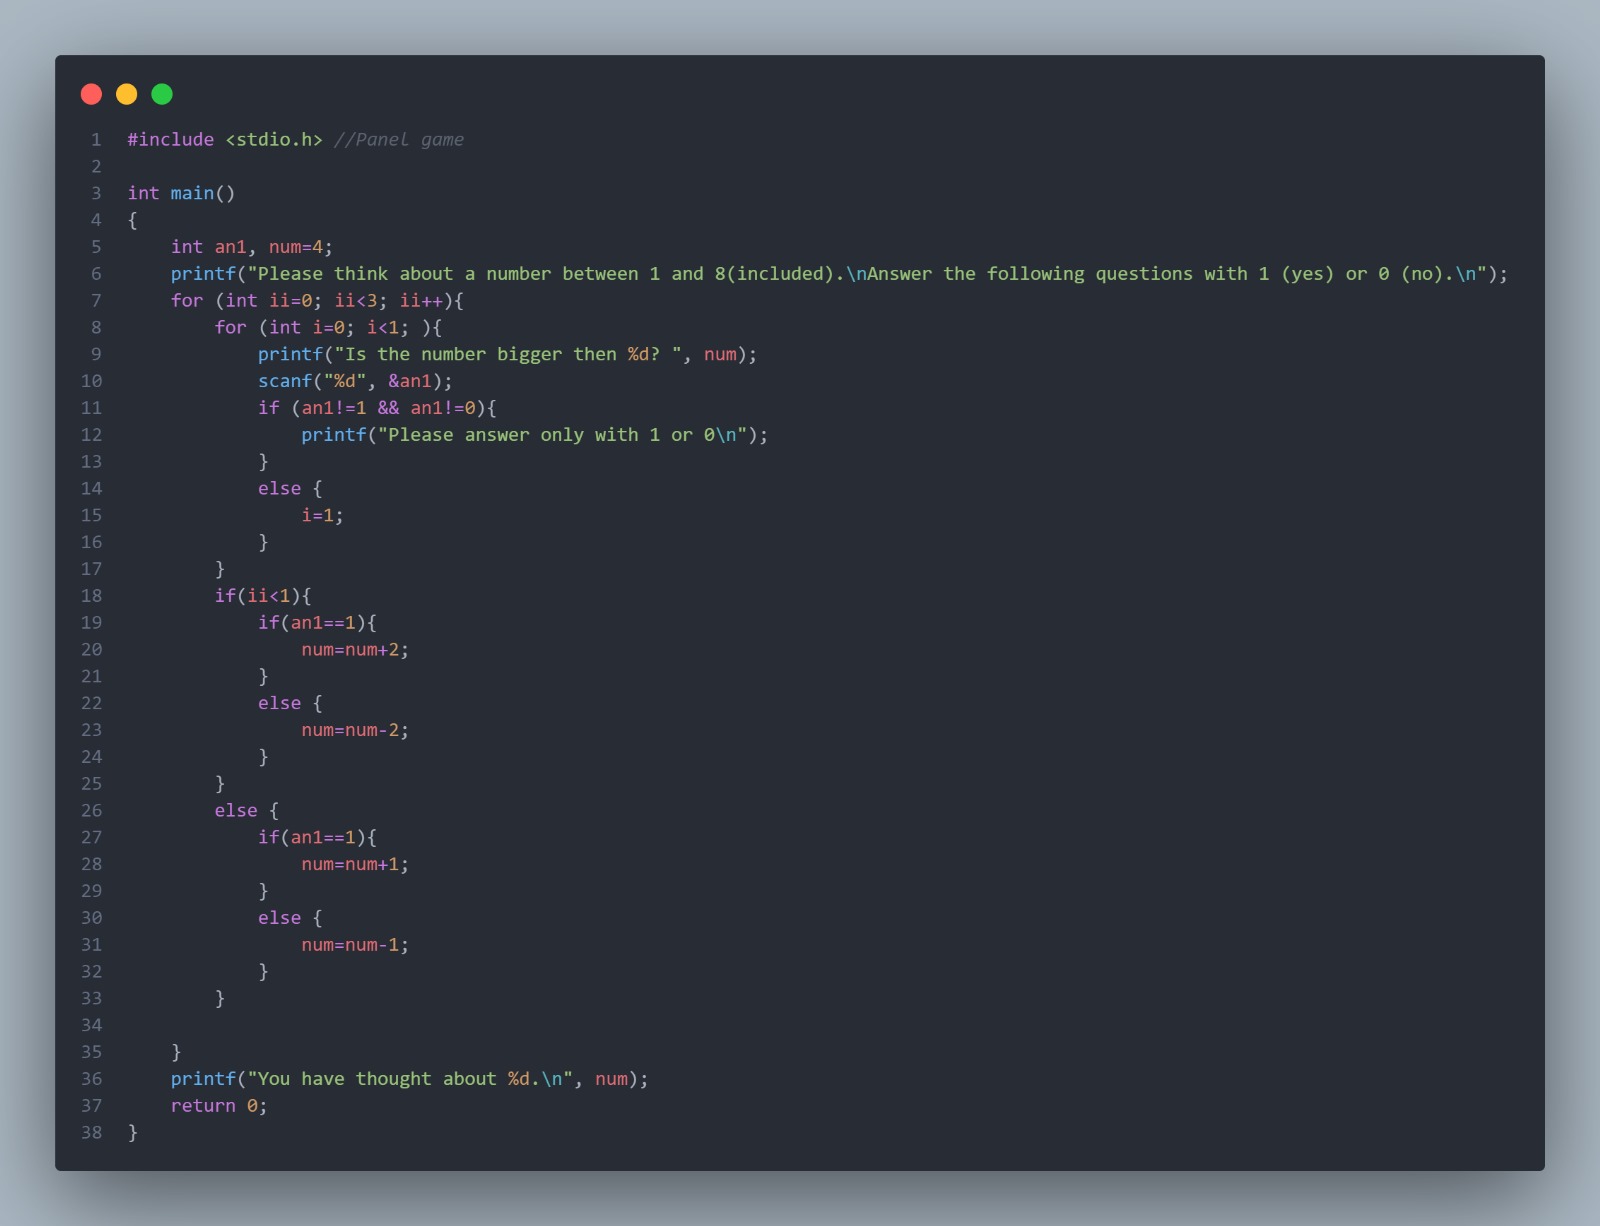 1 #include <stdio.h> //Panel game
2
3 int main()
4 {
5     int an1, num=4;
6     printf("Please think about a number between 1 and 8(included).\nAnswer the following questions with 1 (yes) or 0 (no).\n");
7     for (int ii=0; ii<3; ii++){
8         for (int i=0; i<1; ){
9             printf("Is the number bigger then %d? ", num);
10             scanf("%d", &an1);
11             if (an1!=1 && an1!=0){
12                 printf("Please answer only with 1 or 0\n");
13             }
14             else {
15                 i=1;
16             }
17         }
18         if(ii<1){
19             if(an1==1){
20                 num=num+2;
21             }
22             else {
23                 num=num-2;
24             }
25         }
26         else {
27             if(an1==1){
28                 num=num+1;
29             }
30             else {
31                 num=num-1;
32             }
33         }
34
35     }
36     printf("You have thought about %d.\n", num);
37     return 0;
38 }